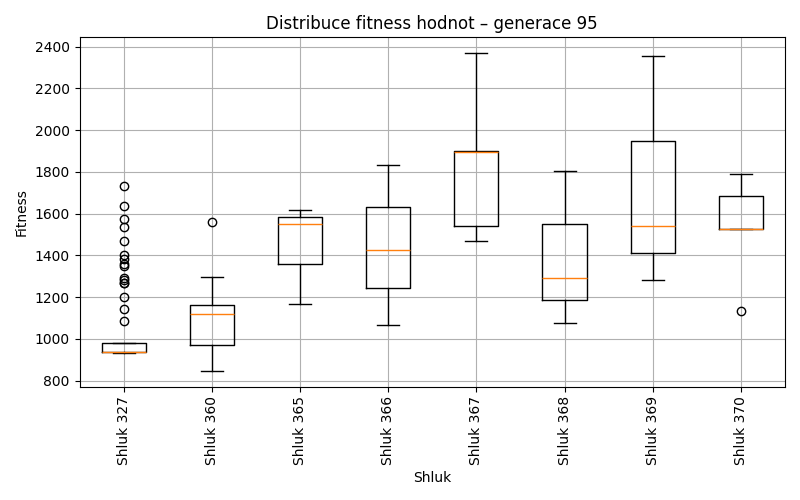 Distribuce fitness hodnot – generace 95
Fitness
2400
2200
2000
1800
1600
1400
1200
1000
800
Shluk 327
Shluk 360
Shluk 365
Shluk 366
Shluk 367
Shluk 368
Shluk 369
Shluk 370
Shluk